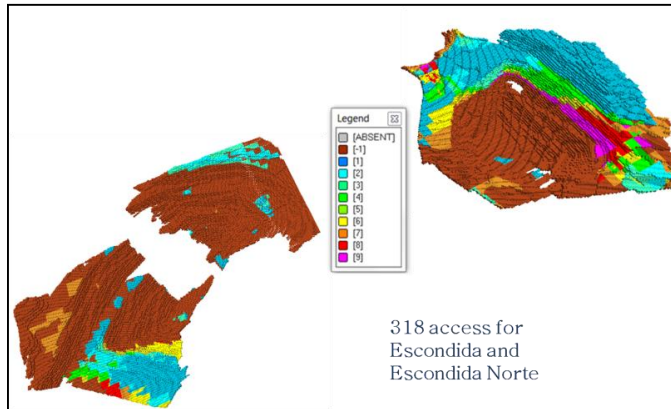 Legend
[ABSENT]
[-1]
[1]
[2]
[3]
[4]
[5]
[6]
[7]
[8]
[9]
318 access for
Escondida and
Escondida Norte